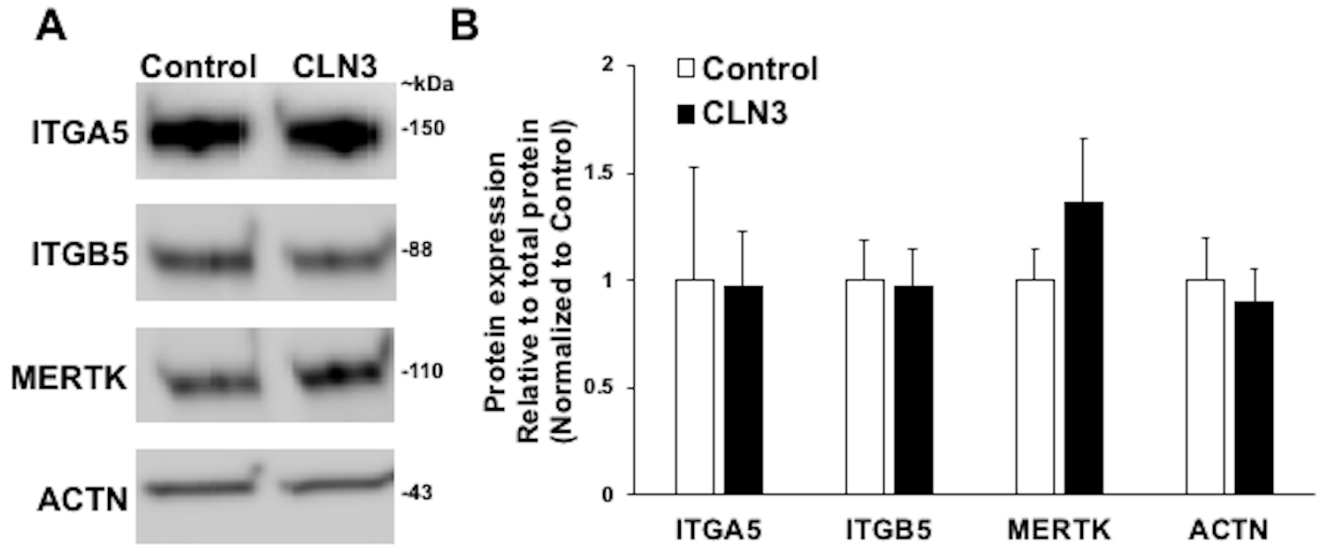 A
Control CLN3
~kDa
ITGA5
-150
ITGB5
-88
MERTK
-110
ACTN
-43
B
Protein expression
Relative to total protein
(Normalized to Control)
2
1.5
1
0.5
0
Control
CLN3
ITGA5 ITGB5 MERTK ACTN